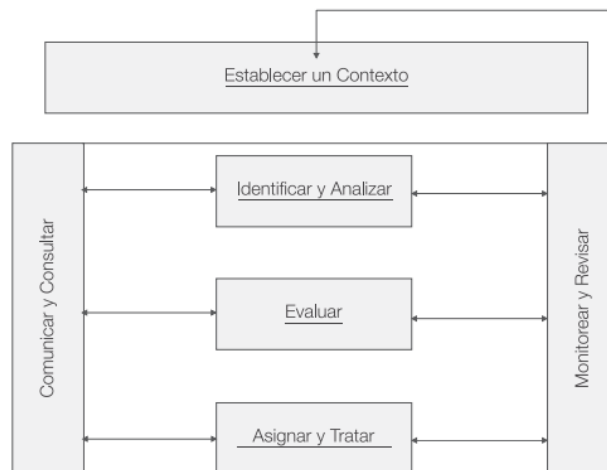 Establecer un Contexto
Comunicar y Consultar
Identificar y Analizar
Evaluar
Asignar y Tratar
Monitorear y Revisar